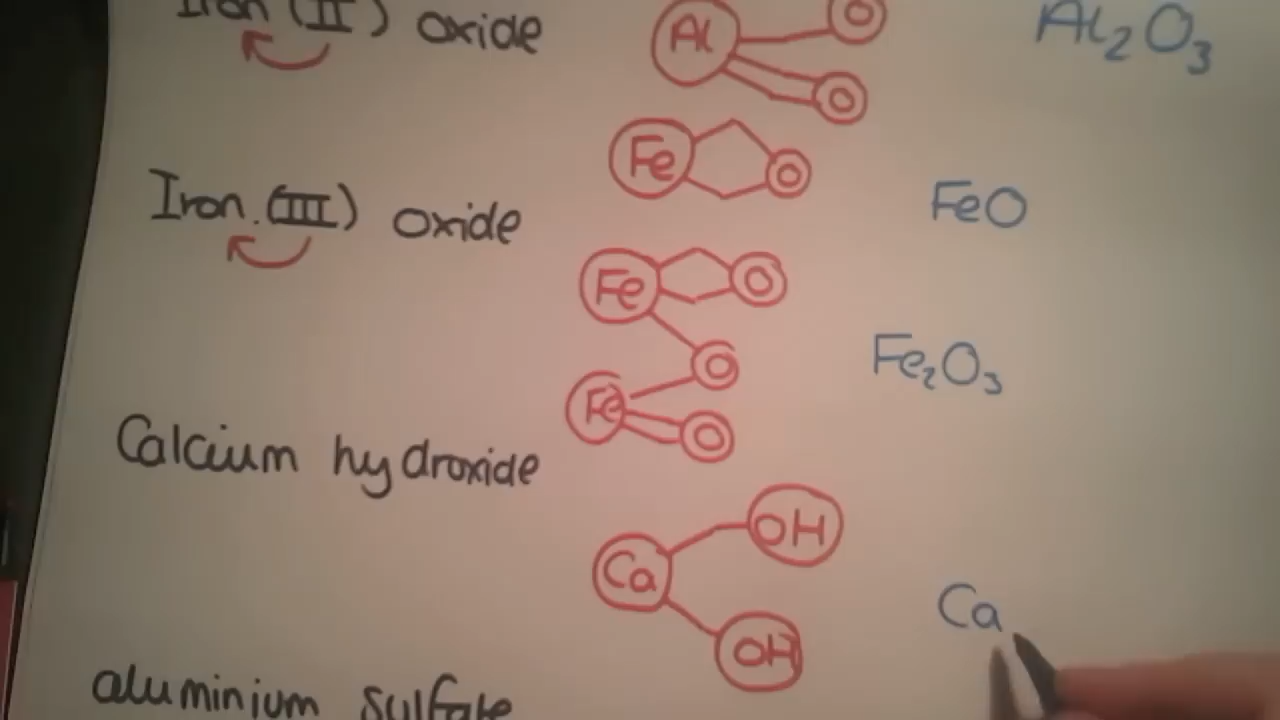 Iron (II) oxide
Al O
O
Al₂O₃
Fe O
FeO
Iron (III) oxide
Fe O
O
Fe O
Fe₂O₃
Calcium hydroxide
Ca OH
OH
Ca
aluminium sulfate